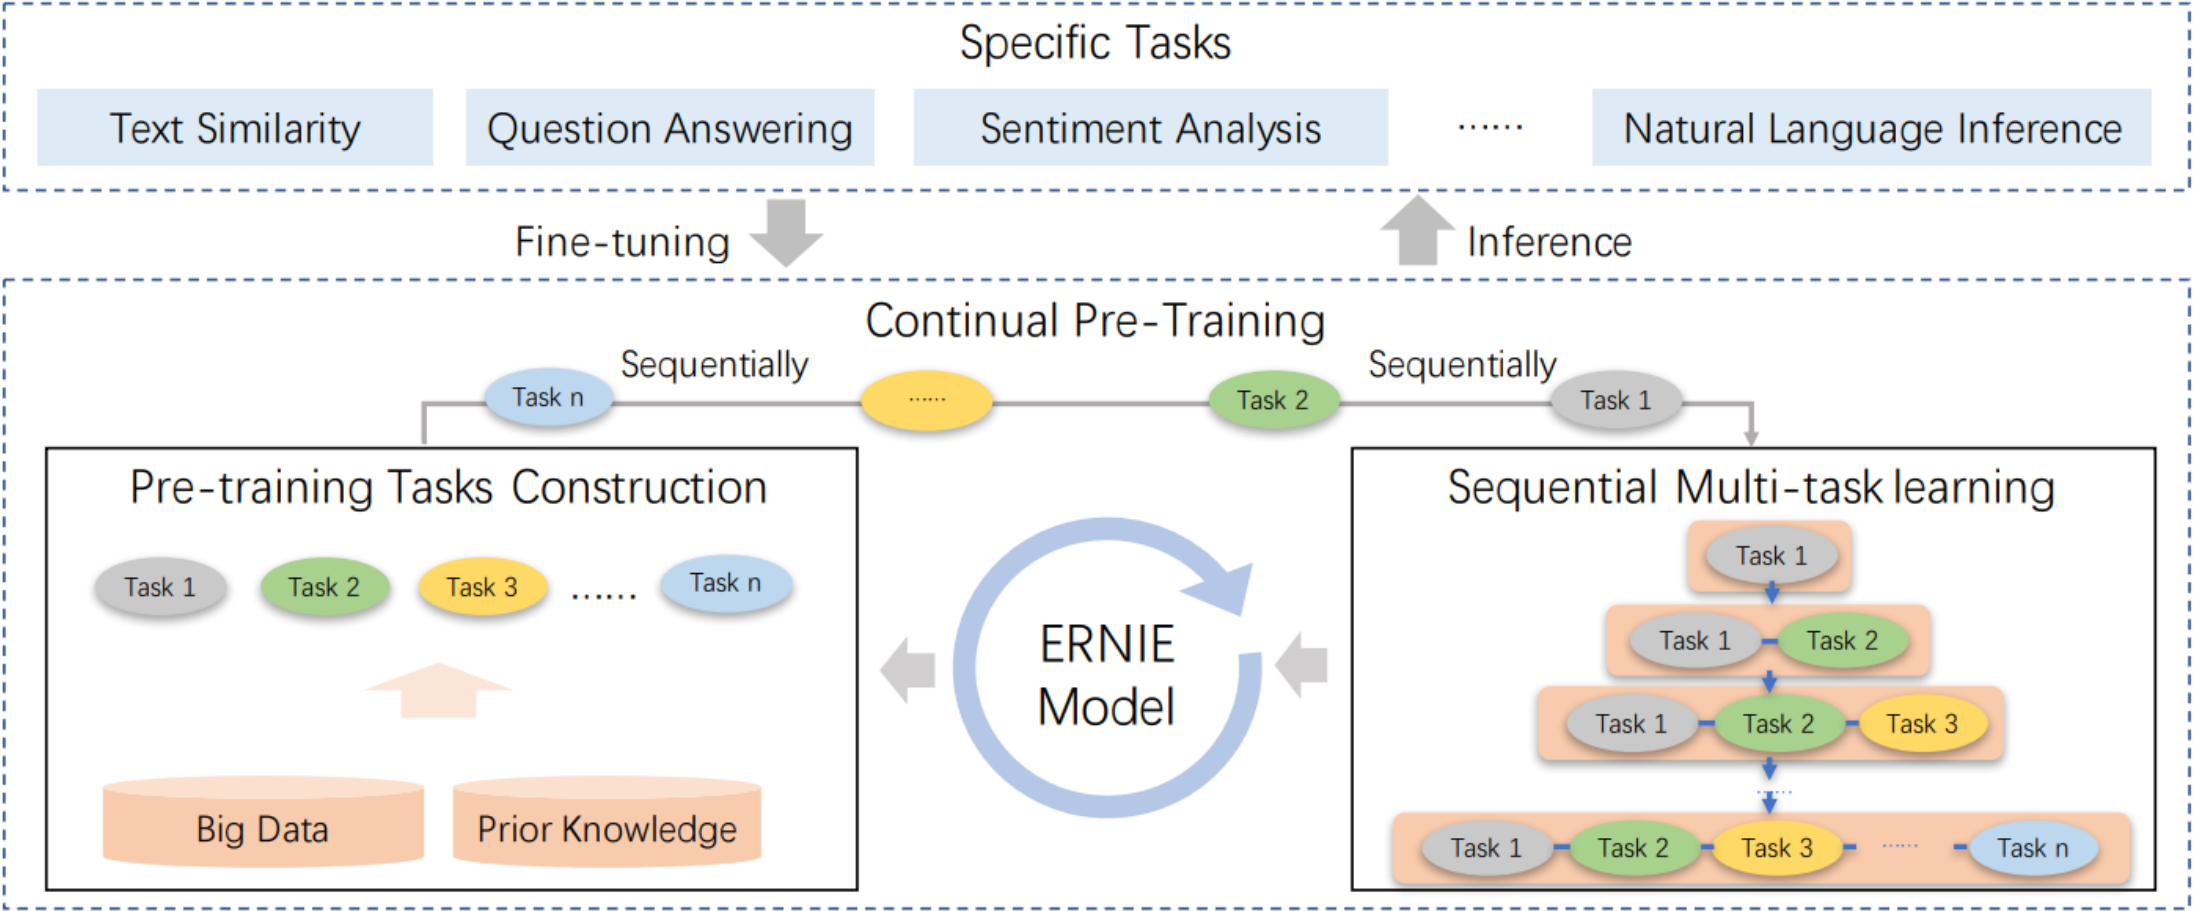 Specific Tasks
Text Similarity
Question Answering
Sentiment Analysis
······
Natural Language Inference
Fine-tuning
Inference
Continual Pre-Training
Sequentially
Sequentially
Task n
······
Task 2
Task 1
Pre-training Tasks Construction
Task 1
Task 2
Task 3
······
Task n
Big Data
Prior Knowledge
ERNIE
Model
Sequential Multi-task learning
Task 1
Task 1
Task 2
Task 1
Task 2
Task 3
······
Task 1
Task 2
Task 3
······
Task n